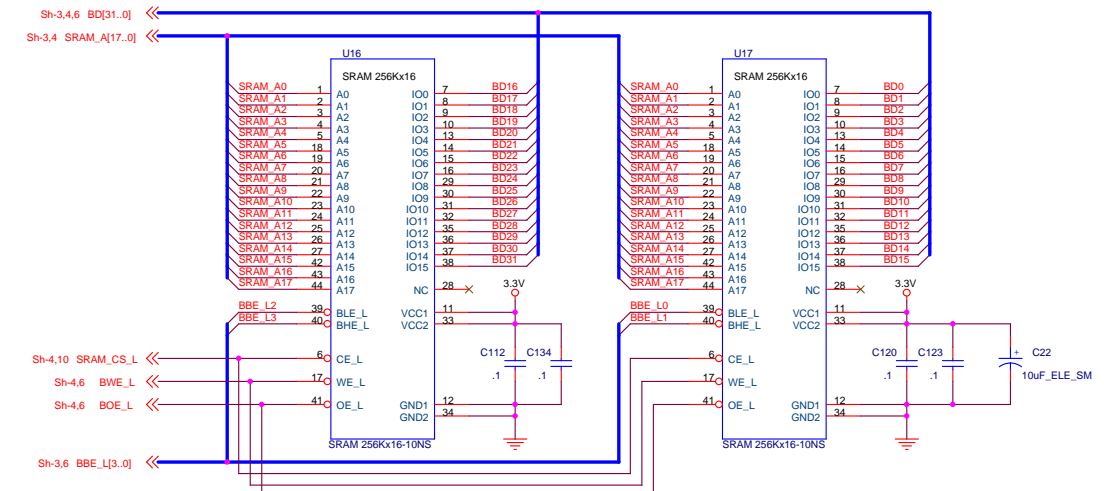 Sh-3,4,6 BD[31..0]
Sh-3,4 SRAM_A[17..0]
U16
SRAM 256Kx16
SRAM_A0 1 A0 IO0 7 BD16
SRAM_A1 2 A1 IO1 8 BD17
SRAM_A2 3 A2 IO2 9 BD18
SRAM_A3 4 A3 IO3 10 BD19
SRAM_A4 5 A4 IO4 13 BD20
SRAM_A5 18 A5 IO5 14 BD21
SRAM_A6 19 A6 IO6 15 BD22
SRAM_A7 20 A7 IO7 16 BD23
SRAM_A8 21 A8 IO8 29 BD24
SRAM_A9 22 A9 IO9 30 BD25
SRAM_A10 23 A10 IO10 31 BD26
SRAM_A11 24 A11 IO11 32 BD27
SRAM_A12 25 A12 IO12 35 BD28
SRAM_A13 26 A13 IO13 36 BD29
SRAM_A14 27 A14 IO14 37 BD30
SRAM_A15 42 A15 IO15 38 BD31
SRAM_A16 43 A16
SRAM_A17 44 A17 NC 28
3.3V
BBE_L2 39 BLE_L VCC1 11
BBE_L3 40 BHE_L VCC2 33
Sh-4,10 SRAM_CS_L 6 CE_L
C112 C134
.1 .1
Sh-4,6 BWE_L 17 WE_L
Sh-4,6 BOE_L 41 OE_L GND1 12
GND2 34
SRAM 256Kx16-10NS
Sh-3,6 BBE_L[3..0]
U17
SRAM 256Kx16
SRAM_A0 1 A0 IO0 7 BD0
SRAM_A1 2 A1 IO1 8 BD1
SRAM_A2 3 A2 IO2 9 BD2
SRAM_A3 4 A3 IO3 10 BD3
SRAM_A4 5 A4 IO4 13 BD4
SRAM_A5 18 A5 IO5 14 BD5
SRAM_A6 19 A6 IO6 15 BD6
SRAM_A7 20 A7 IO7 16 BD7
SRAM_A8 21 A8 IO8 29 BD8
SRAM_A9 22 A9 IO9 30 BD9
SRAM_A10 23 A10 IO10 31 BD10
SRAM_A11 24 A11 IO11 32 BD11
SRAM_A12 25 A12 IO12 35 BD12
SRAM_A13 26 A13 IO13 36 BD13
SRAM_A14 27 A14 IO14 37 BD14
SRAM_A15 42 A15 IO15 38 BD15
SRAM_A16 43 A16
SRAM_A17 44 A17 NC 28
3.3V
BBE_L0 39 BLE_L VCC1 11
BBE_L1 40 BHE_L VCC2 33
6 CE_L
C120 C123 + C22
.1 .1 10uF_ELE_SM
17 WE_L
41 OE_L GND1 12
GND2 34
SRAM 256Kx16-10NS